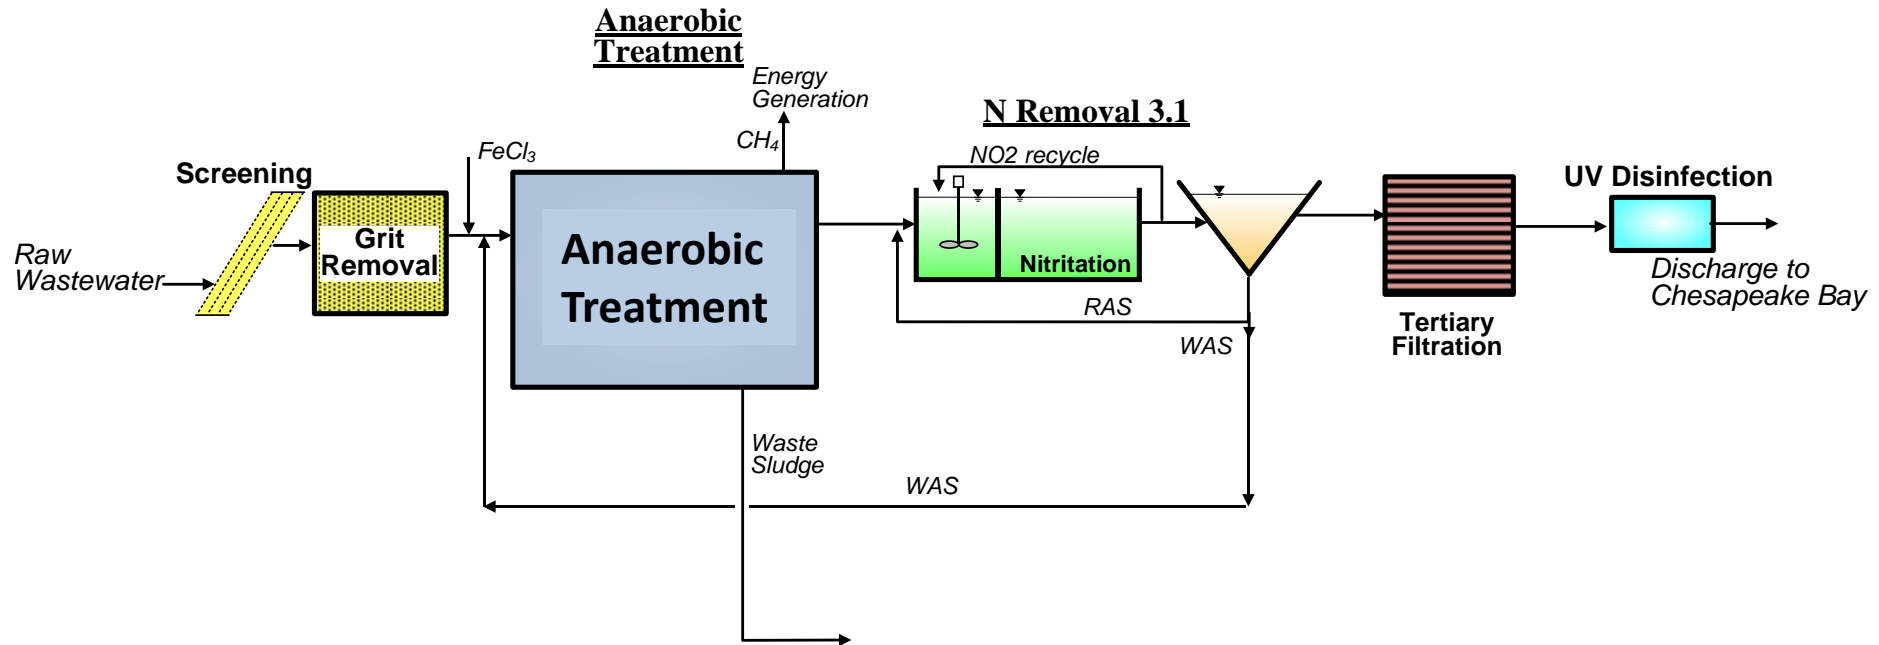 Anaerobic
Treatment
Energy
Generation
CH₄
N Removal 3.1
NO2 recycle
FeCl₃
Screening
Grit
Removal
Raw
Wastewater
Anaerobic
Treatment
Nitritation
RAS
WAS
Tertiary
Filtration
UV Disinfection
Discharge to
Chesapeake Bay
Waste
Sludge
WAS